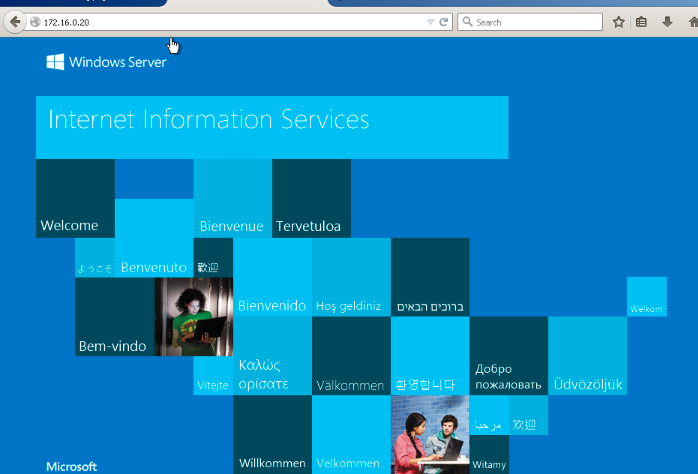 172.16.0.20
Search
Windows Server
Internet Information Services
Welcome
Bienvenue
Tervetuloa
ようこそ
Benvenuto
歡迎
Bienvenido
Hoş geldiniz
ברוכים הבאים
Welkom
Bem-vindo
Vítejte
Καλώς
ορίσατε
Välkommen
환영합니다
Добро
пожаловать
Üdvözöljük
مرحبا
欢迎
Willkommen
Velkommen
Witamy
Microsoft